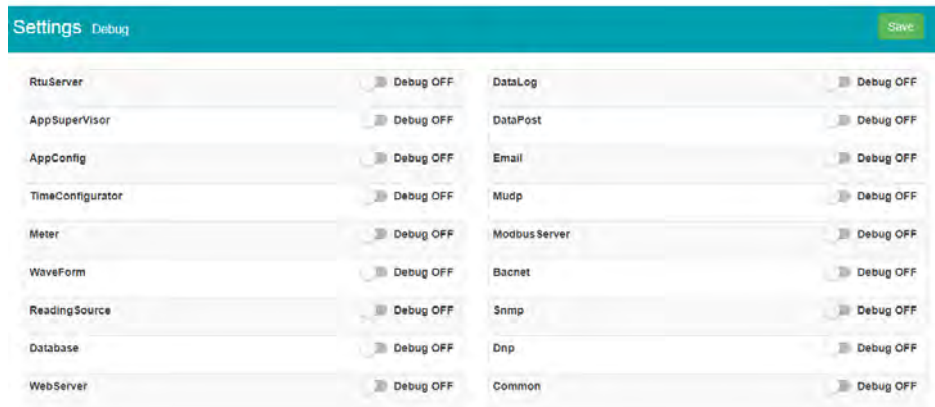 Settings Debug Save
RtuServer Debug OFF DataLog Debug OFF
AppSuperVisor Debug OFF DataPost Debug OFF
AppConfig Debug OFF Email Debug OFF
TimeConfigurator Debug OFF Mudp Debug OFF
Meter Debug OFF ModbusServer Debug OFF
WaveForm Debug OFF Bacnet Debug OFF
ReadingSource Debug OFF Snmp Debug OFF
Database Debug OFF Dnp Debug OFF
WebServer Debug OFF Common Debug OFF